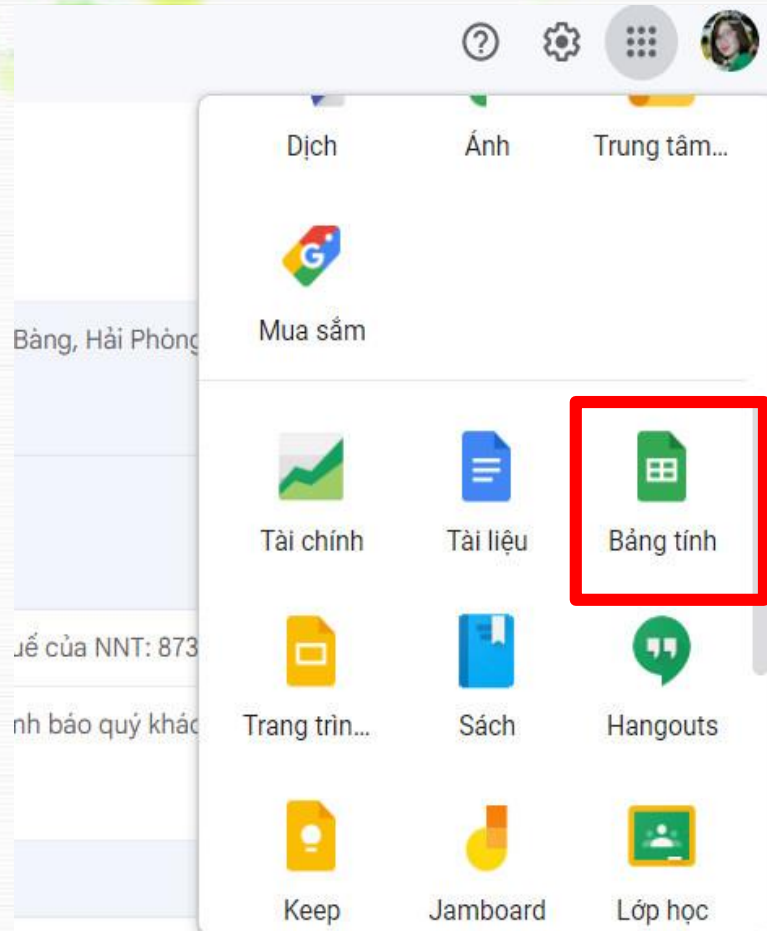 Dịch Ảnh Trung tâm...
Mua sắm
Bàng, Hải Phòng
Tài chính Tài liệu Bảng tính
uế của NNT: 873
Trang trìn... Sách Hangouts
nh báo quý khác
Keep Jamboard Lớp học